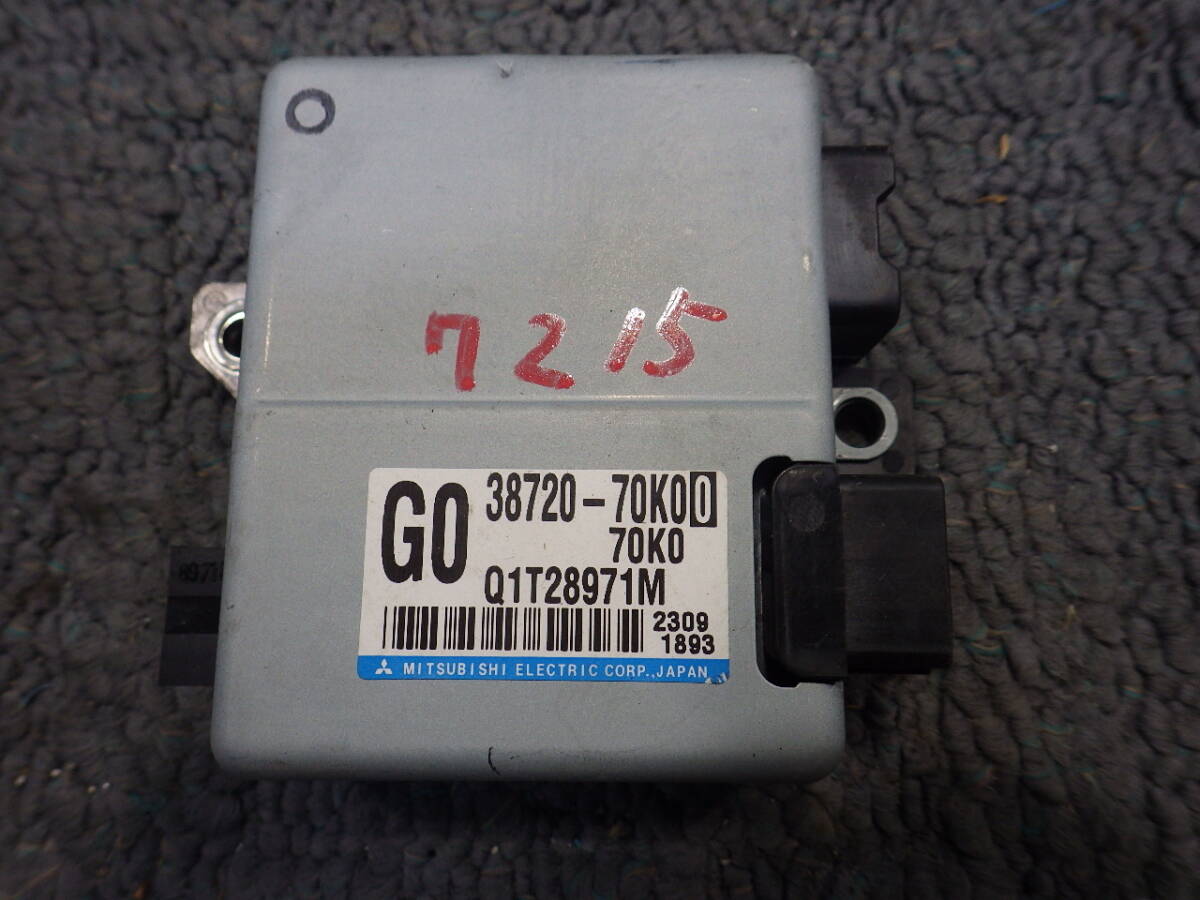 7215
G0
38720-70K00
70K0
Q1T28971M
2309
1893
MITSUBISHI ELECTRIC CORP.,JAPAN